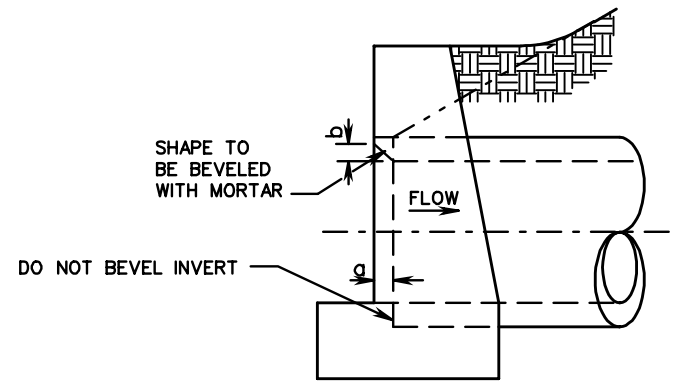 b
SHAPE TO
BE BEVELED
WITH MORTAR
FLOW
a
DO NOT BEVEL INVERT